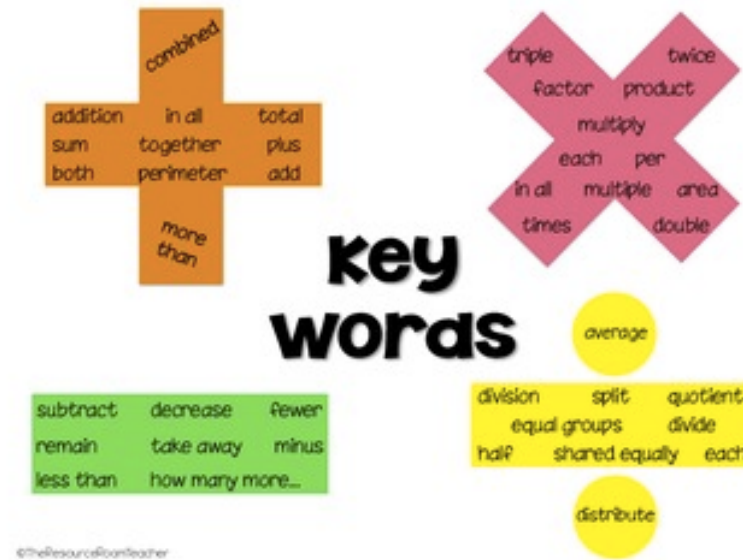 combined
addition in all total
sum together plus
both perimeter add
more
than
triple twice
factor product
multiply
each per
in all multiple area
times double
key
words
subtract decrease fewer
remain take away minus
less than how many more...
average
division split quotient
equal groups divide
half shared equally each
distribute
©TheResourceRoomTeacher